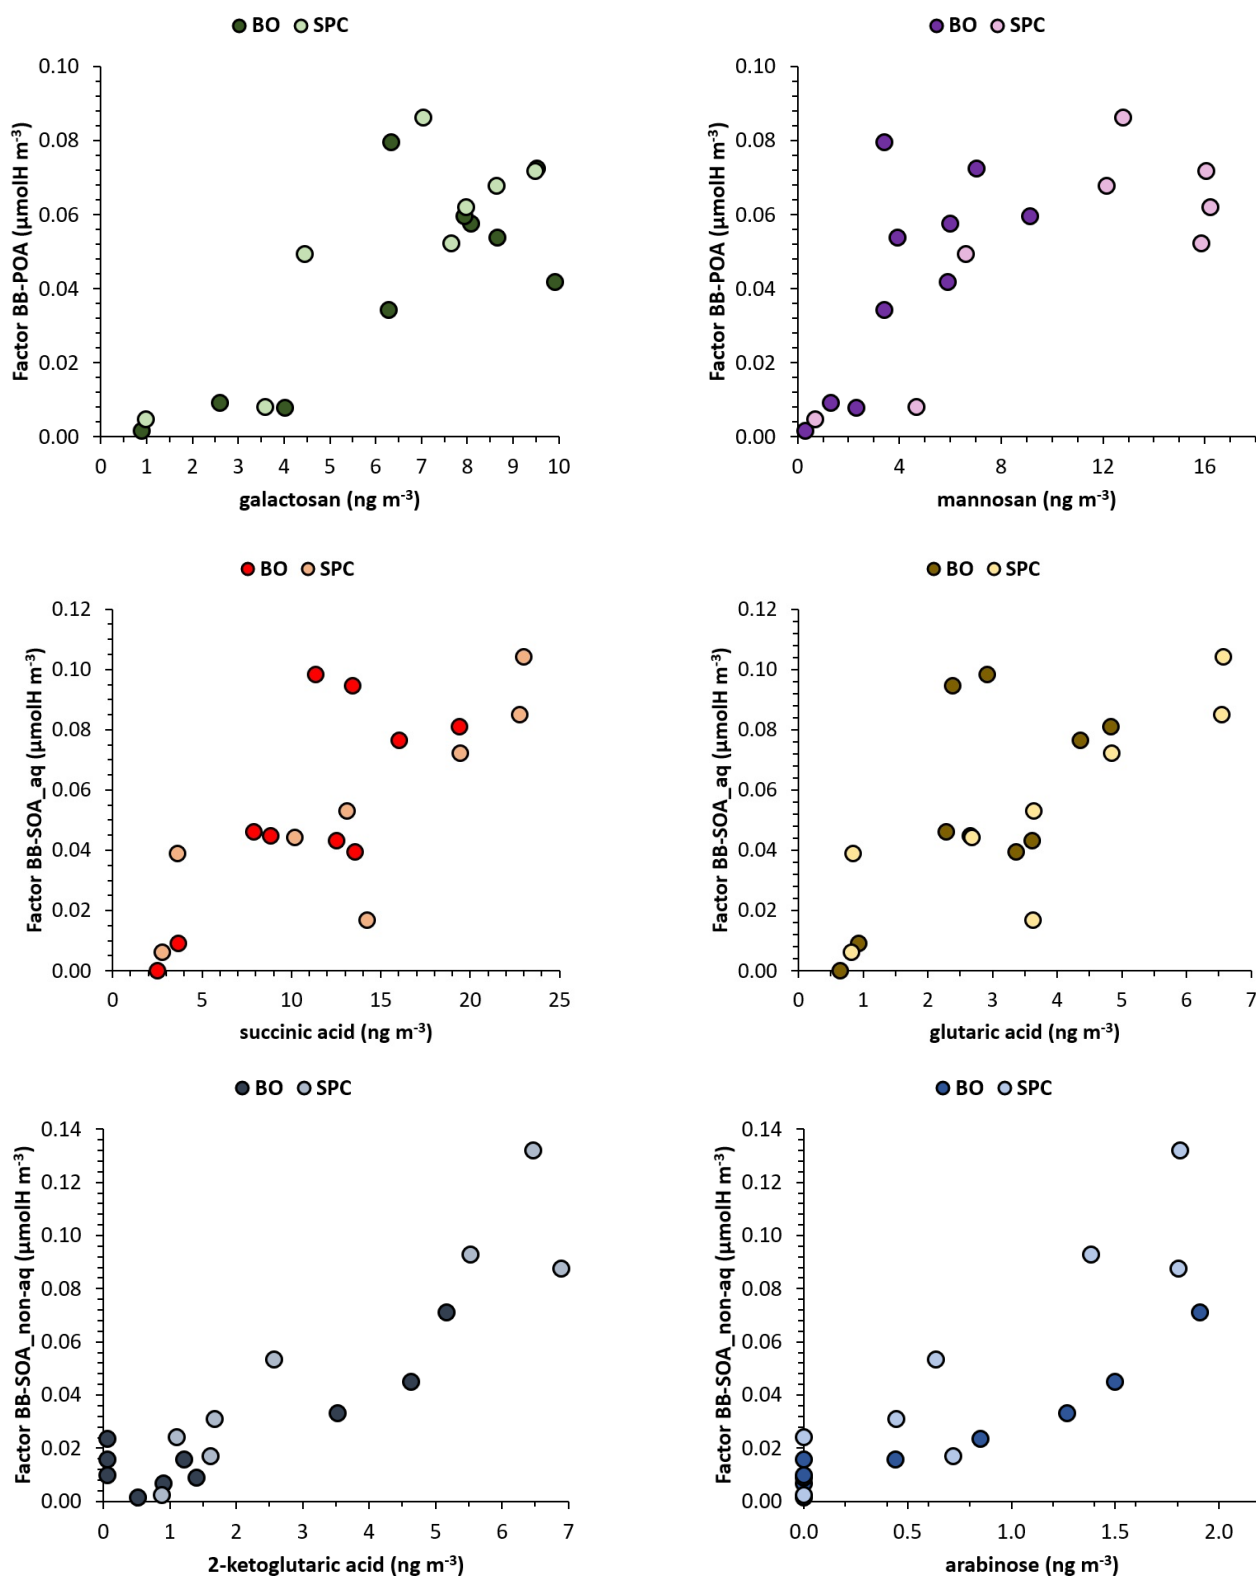 BO SPC
Factor BB-POA (µmolH m⁻³)
0.10
0.08
0.06
0.04
0.02
0.00
0 1 2 3 4 5 6 7 8 9 10
galactosan (ng m⁻³)
BO SPC
Factor BB-POA (µmolH m⁻³)
0.10
0.08
0.06
0.04
0.02
0.00
0 4 8 12 16
mannosan (ng m⁻³)
BO SPC
Factor BB-SOA_aq (µmolH m⁻³)
0.12
0.10
0.08
0.06
0.04
0.02
0.00
0 5 10 15 20 25
succinic acid (ng m⁻³)
BO SPC
Factor BB-SOA_aq (µmolH m⁻³)
0.12
0.10
0.08
0.06
0.04
0.02
0.00
0 1 2 3 4 5 6 7
glutaric acid (ng m⁻³)
BO SPC
Factor BB-SOA_non-aq (µmolH m⁻³)
0.14
0.12
0.10
0.08
0.06
0.04
0.02
0.00
0 1 2 3 4 5 6 7
2-ketoglutaric acid (ng m⁻³)
BO SPC
Factor BB-SOA_non-aq (µmolH m⁻³)
0.14
0.12
0.10
0.08
0.06
0.04
0.02
0.00
0.0 0.5 1.0 1.5 2.0
arabinose (ng m⁻³)